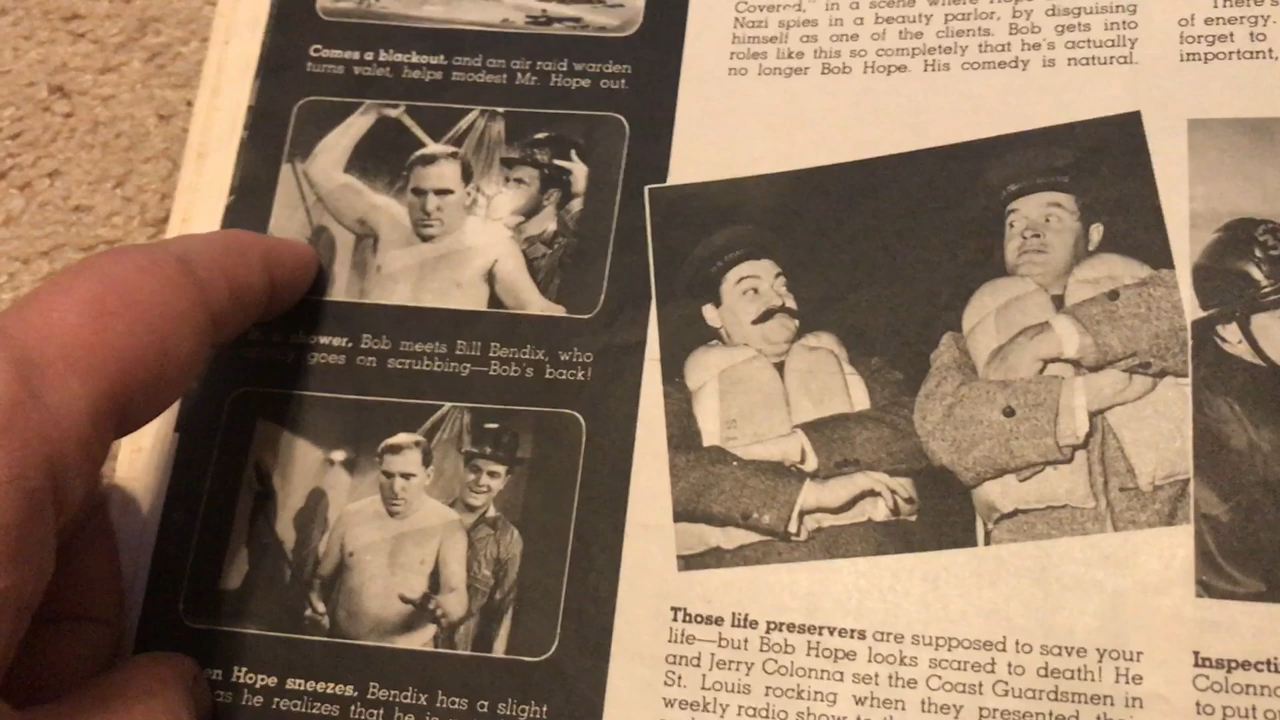 Comes a blackout, and an air raid warden
turns valet, helps modest Mr. Hope out.
shower, Bob meets Bill Bendix, who
goes on scrubbing—Bob's back!
Hope sneezes, Bendix has a slight
as he realizes that he is
Covered," in a scene where Hope
Nazi spies in a beauty parlor, by disguising
himself as one of the clients. Bob gets into
roles like this so completely that he's actually
no longer Bob Hope. His comedy is natural.
Those life preservers are supposed to save your
life—but Bob Hope looks scared to death! He
and Jerry Colonna set the Coast Guardsmen in
St. Louis rocking when they presented
weekly radio show to
There's
of energy.
forget to
important,
Inspecti
Colonna
to put